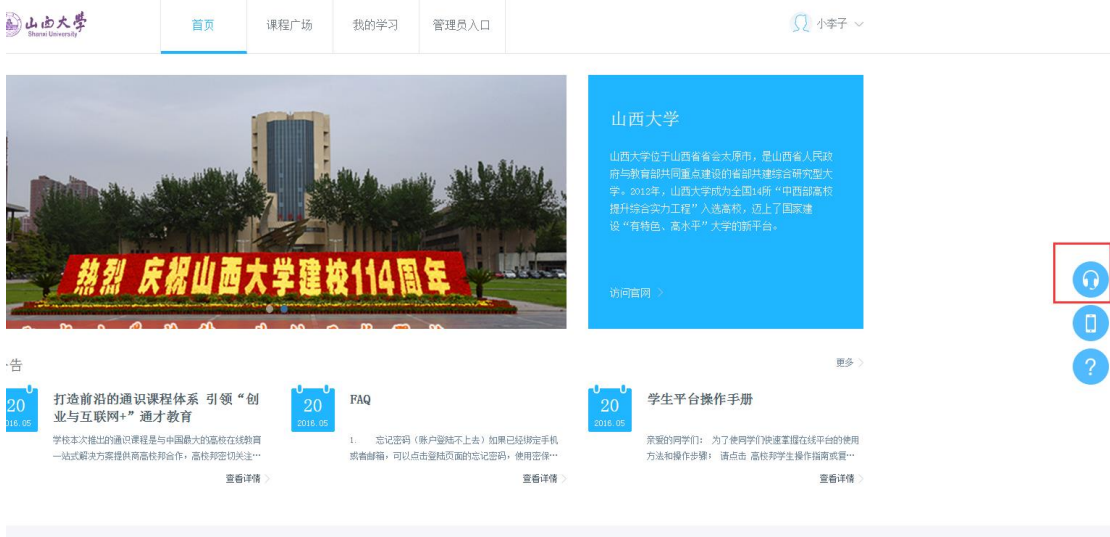 山西大学
Shanxi University
首页
课程广场
我的学习
管理员入口
小李子
热烈 庆祝山西大学建校114周年
山西大学
山西大学位于山西省省会太原市，是山西省人民政
府与教育部共同重点建设的省部共建综合研究型大
学。2012年，山西大学成为全国14所“中西部高校
提升综合实力工程”入选高校，迈上了国家建
设“有特色、高水平”大学的新平台。
访问官网
告
更多
20
016.05
打造前沿的通识课程体系 引领“创
业与互联网+”通才教育
学校本次推出的通识课程是与中国最大的高校在线教育
一站式解决方案提供商高校邦合作，高校邦密切关注…
查看详情
20
2016.05
FAQ
1. 忘记密码（账户登陆不上去）如果已经绑定手机
或者邮箱，可以点击登陆页面的忘记密码，使用密保…
查看详情
20
2016.05
学生平台操作手册
亲爱的同学们： 为了使同学们快速掌握在线平台的使用
方法和操作步骤； 请点击 高校邦学生操作指南或登…
查看详情
?